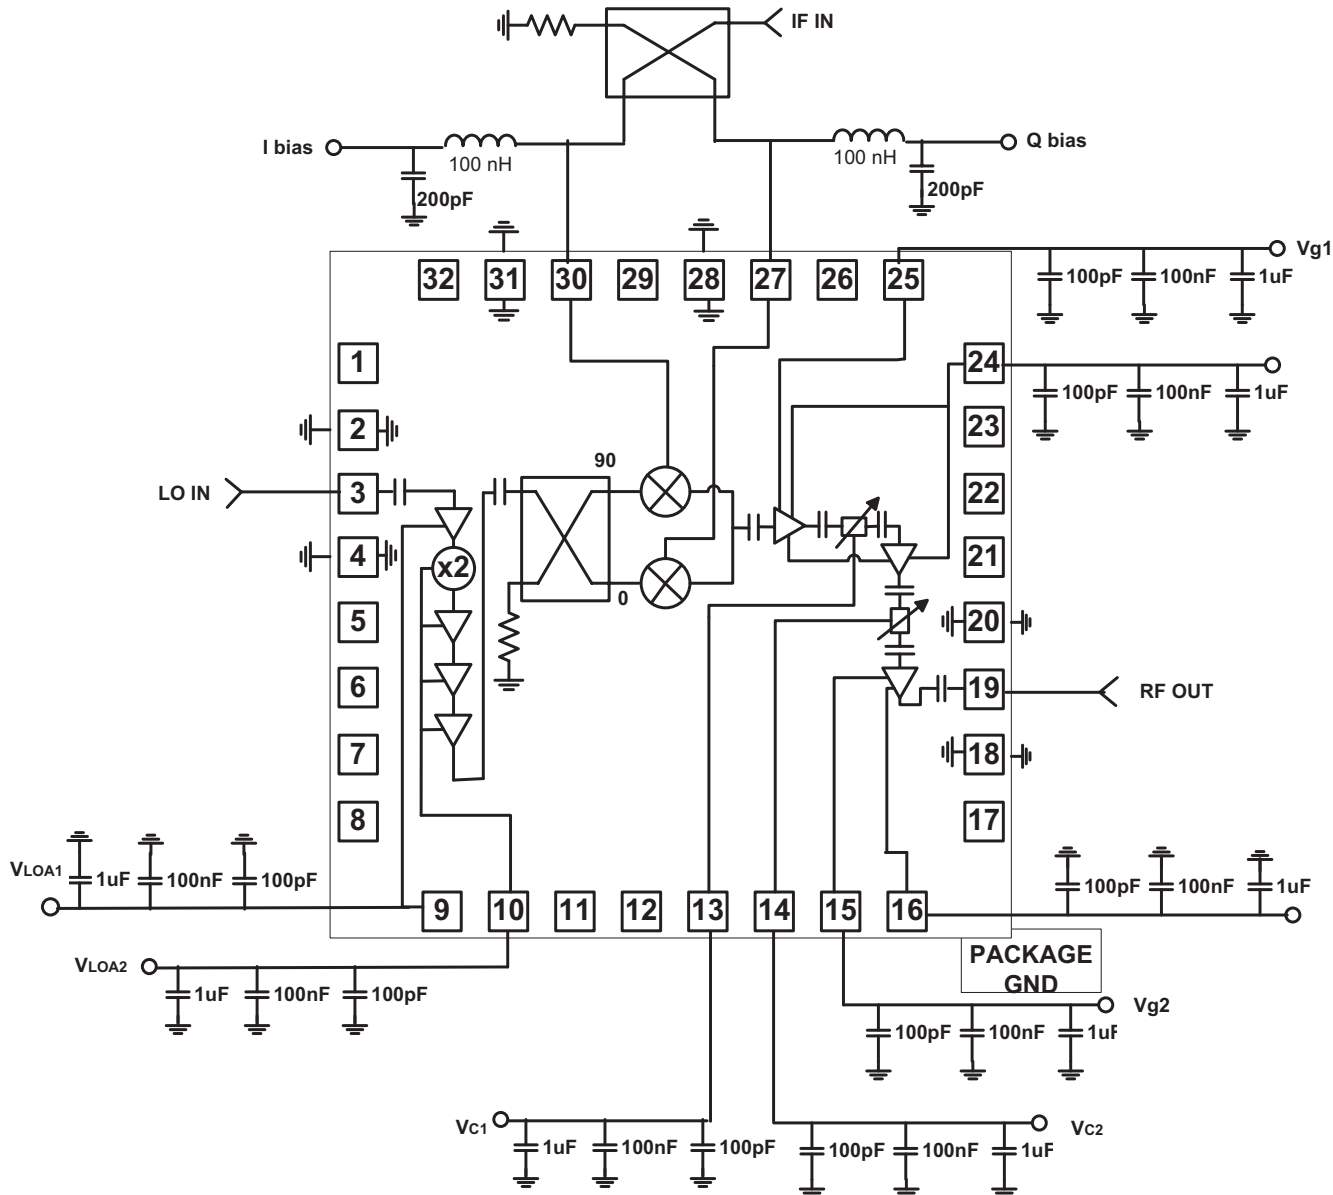 IF IN
I bias
100 nH
200pF
100 nH
Q bias
200pF
32
31
30
29
28
27
26
25
Vg1
100pF
100nF
1uF
1
24
100pF
100nF
1uF
2
23
LO IN
3
90
22
4
x2
21
5
0
20
6
19
RF OUT
7
18
8
17
VLOA1
1uF
100nF
100pF
9
10
11
12
13
14
15
16
100pF
100nF
1uF
PACKAGE
GND
VLOA2
1uF
100nF
100pF
Vg2
100pF
100nF
1uF
VC1
1uF
100nF
100pF
VC2
100pF
100nF
1uF